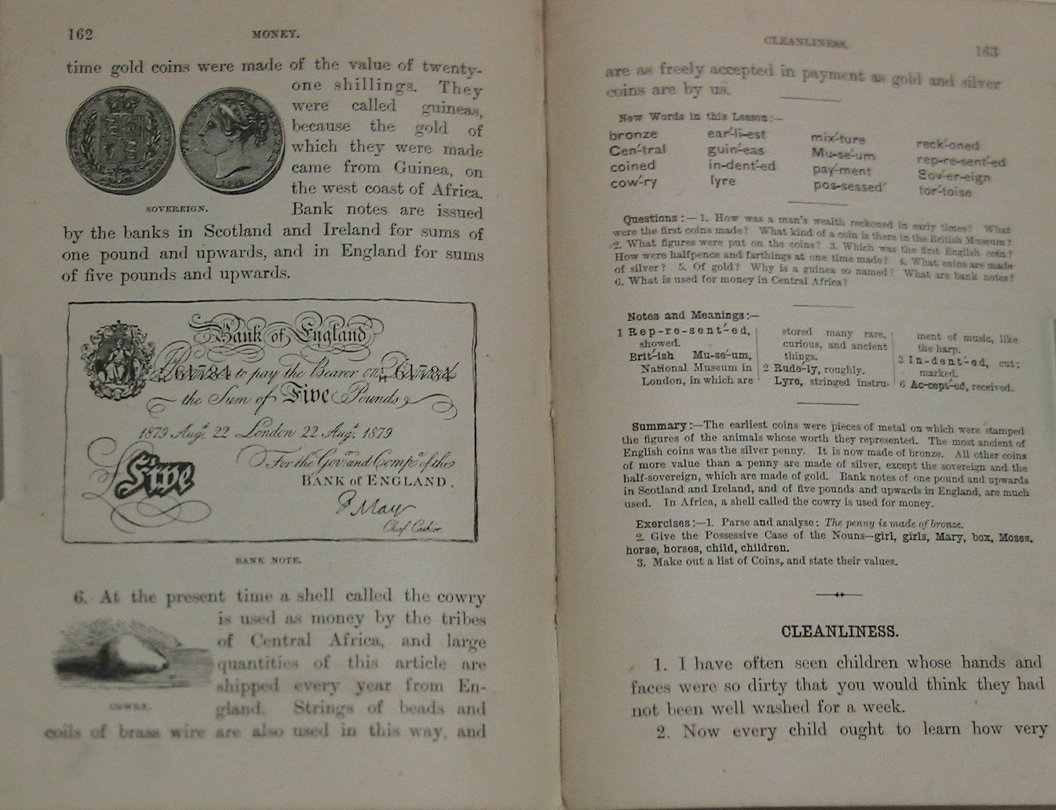 162
MONEY.
time gold coins were made of the value of twenty-
one shillings. They
were called guineas,
because the gold of
which they were made
came from Guinea, on
the west coast of Africa.
Bank notes are issued
SOVEREIGN.
by the banks in Scotland and Ireland for sums of
one pound and upwards, and in England for sums
of five pounds and upwards.
Bank of England
to pay the Bearer on
the Sum of Five Pounds
1879 Augt. 22 London 22 Augt. 1879
For the Govr. and Compa. of the
BANK OF ENGLAND.
Five
F May
Chief Cashier
BANK NOTE.
6. At the present time a shell called the cowry
is used as money by the tribes
of Central Africa, and large
quantities of this article are
shipped every year from En-
gland. Strings of beads and
COWRY.
coils of brass wire are also used in this way, and
CLEANLINESS.
163
are as freely accepted in payment as gold and silver
coins are by us.
New Words in this Lesson:—
bronze ear-li-est mix-ture reck-oned
Cen-tral guin-eas Mu-se-um rep-re-sent-ed
coined in-dent-ed pay-ment Sov-er-eign
cow-ry lyre pos-sessed tor-toise
Questions:—1. How was a man's wealth reckoned in early times? What
were the first coins made? What kind of a coin is there in the British Museum?
2. What figures were put on the coins? 3. Which was the first English coin?
How were halfpence and farthings at one time made? 4. What coins are made
of silver? 5. Of gold? Why is a guinea so named? What are bank notes?
6. What is used for money in Central Africa?
Notes and Meanings:—
1 Rep-re-sent-ed,
showed.
Brit-ish Mu-se-um,
National Museum in
London, in which are
stored many rare,
curious, and ancient
things.
2 Rude-ly, roughly.
Lyre, stringed instru-
ment of music, like
the harp.
2 In-dent-ed, cut;
marked.
6 Ac-cept-ed, received.
Summary:—The earliest coins were pieces of metal on which were stamped
the figures of the animals whose worth they represented. The most ancient of
English coins was the silver penny. It is now made of bronze. All other coins
of more value than a penny are made of silver, except the sovereign and the
half-sovereign, which are made of gold. Bank notes of one pound and upwards
in Scotland and Ireland, and of five pounds and upwards in England, are much
used. In Africa, a shell called the cowry is used for money.
Exercises:—1. Parse and analyse: The penny is made of bronze.
2. Give the Possessive Case of the Nouns—girl, girls, Mary, box, Moses,
horse, horses, child, children.
3. Make out a list of Coins, and state their values.
CLEANLINESS.
1. I have often seen children whose hands and
faces were so dirty that you would think they had
not been well washed for a week.
2. Now every child ought to learn how very